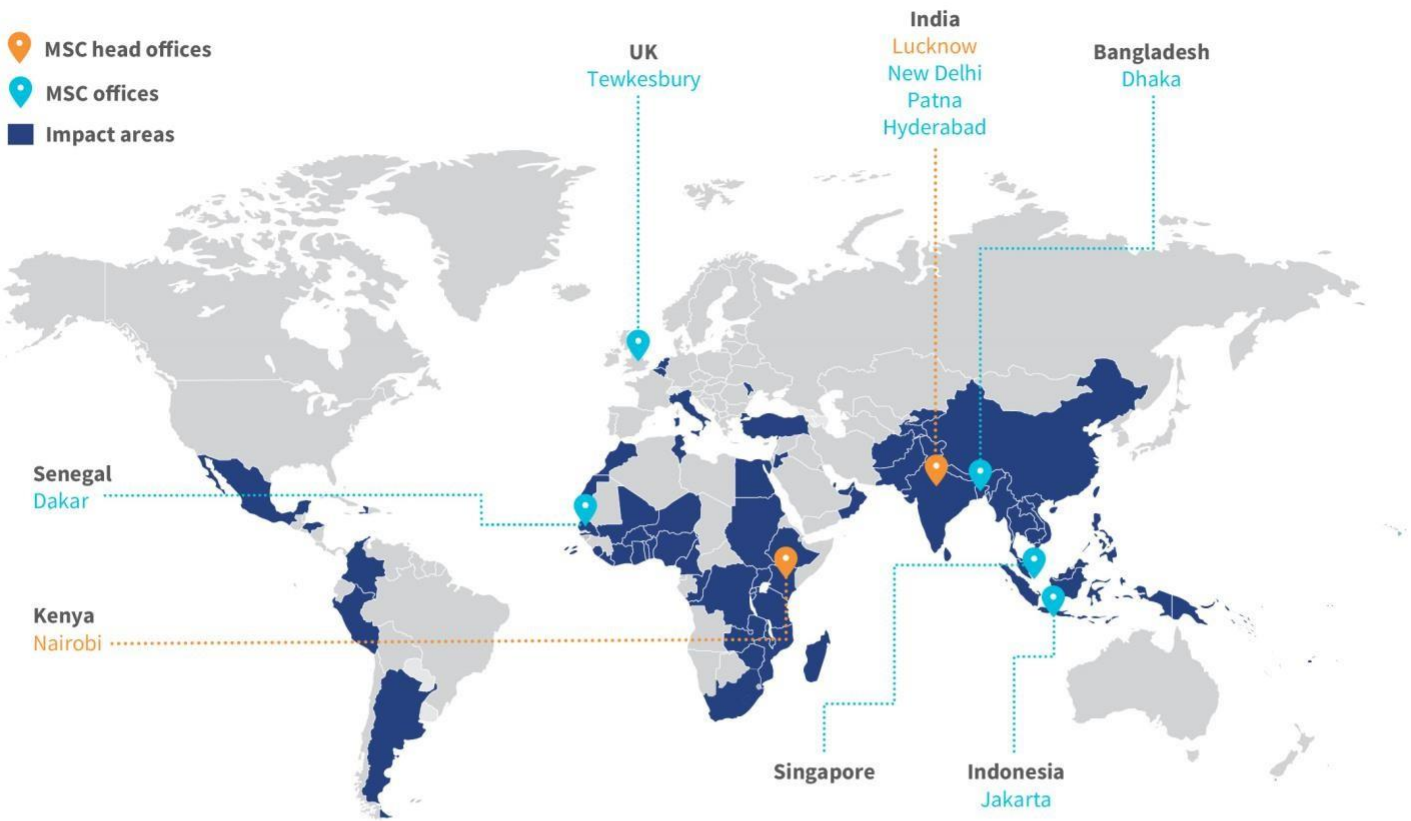 MSC head offices
MSC offices
Impact areas
UK
Tewkesbury
India
Lucknow
New Delhi
Patna
Hyderabad
Bangladesh
Dhaka
Senegal
Dakar
Kenya
Nairobi
Singapore
Indonesia
Jakarta